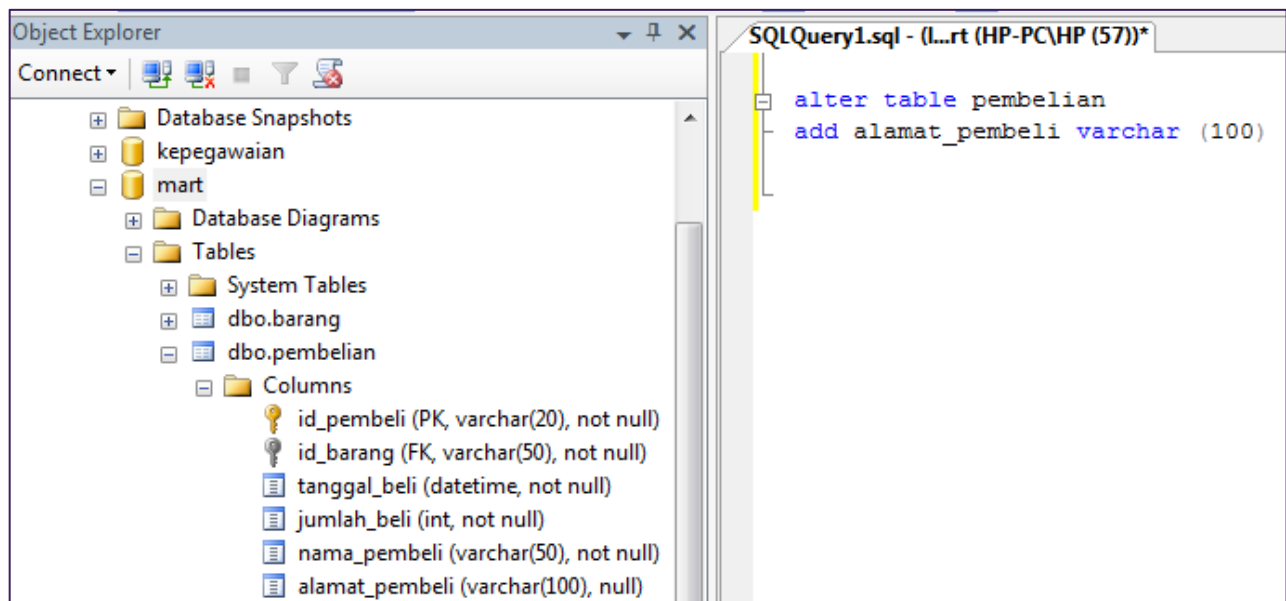 Object Explorer
Connect
Database Snapshots
kepegawaian
mart
Database Diagrams
Tables
System Tables
dbo.barang
dbo.pembelian
Columns
id_pembeli (PK, varchar(20), not null)
id_barang (FK, varchar(50), not null)
tanggal_beli (datetime, not null)
jumlah_beli (int, not null)
nama_pembeli (varchar(50), not null)
alamat_pembeli (varchar(100), null)
SQLQuery1.sql - (l...rt (HP-PC\HP (57))*
alter table pembelian
add alamat_pembeli varchar (100)